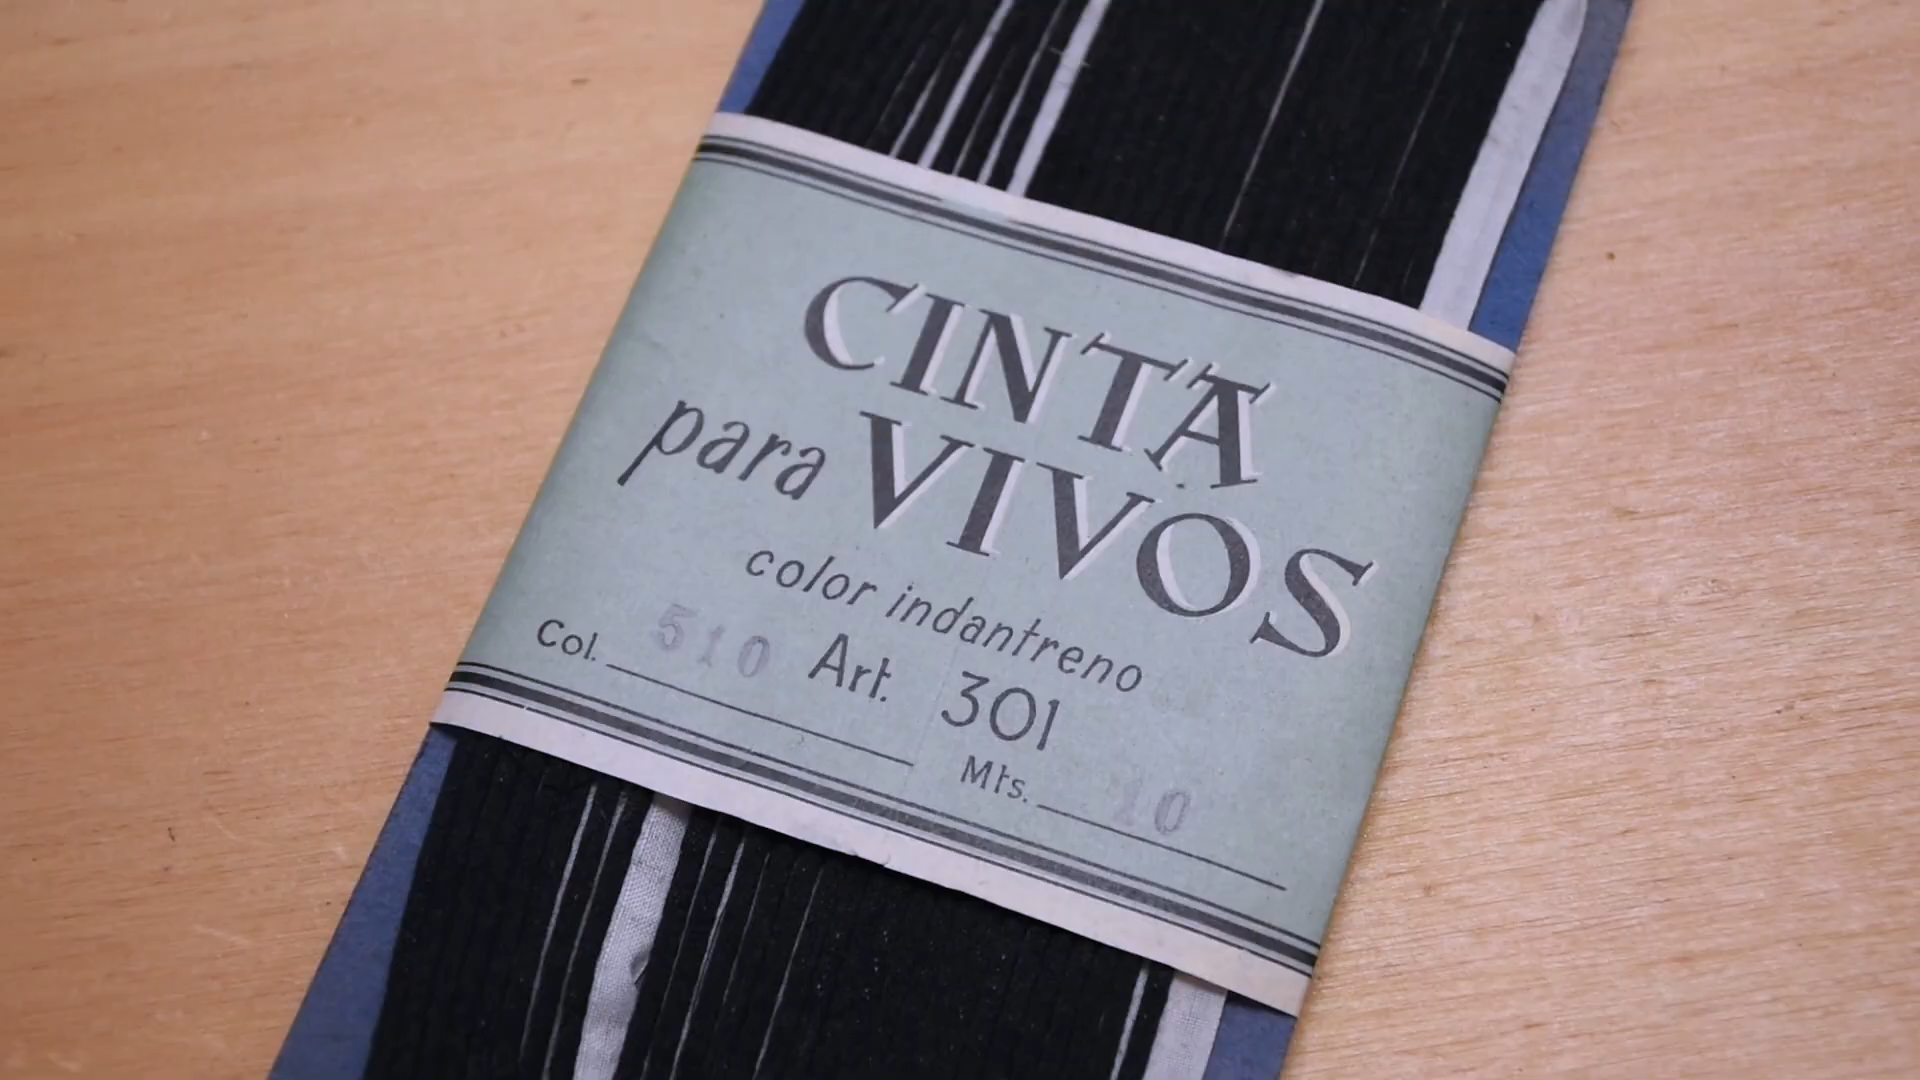 CINTA
para VIVOS
color indantreno
Col. 510 Art. 301
Mts. 10